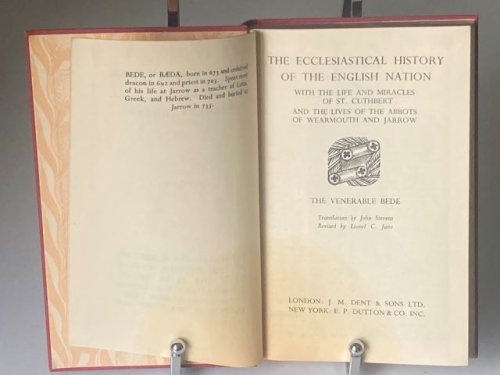 BEDE, or BÆDA, born in 673 and ordained
deacon in 692 and priest in 703. Spent most
of his life at Jarrow as a teacher of Latin,
Greek, and Hebrew. Died and buried at
Jarrow in 735.
THE ECCLESIASTICAL HISTORY
OF THE ENGLISH NATION
WITH THE LIFE AND MIRACLES
OF ST. CUTHBERT
AND THE LIVES OF THE ABBOTS
OF WEARMOUTH AND JARROW
THE VENERABLE BEDE
Translation by John Stevens
Revised by Lionel C. Jane
LONDON: J. M. DENT & SONS LTD.
NEW YORK: E. P. DUTTON & CO. INC.